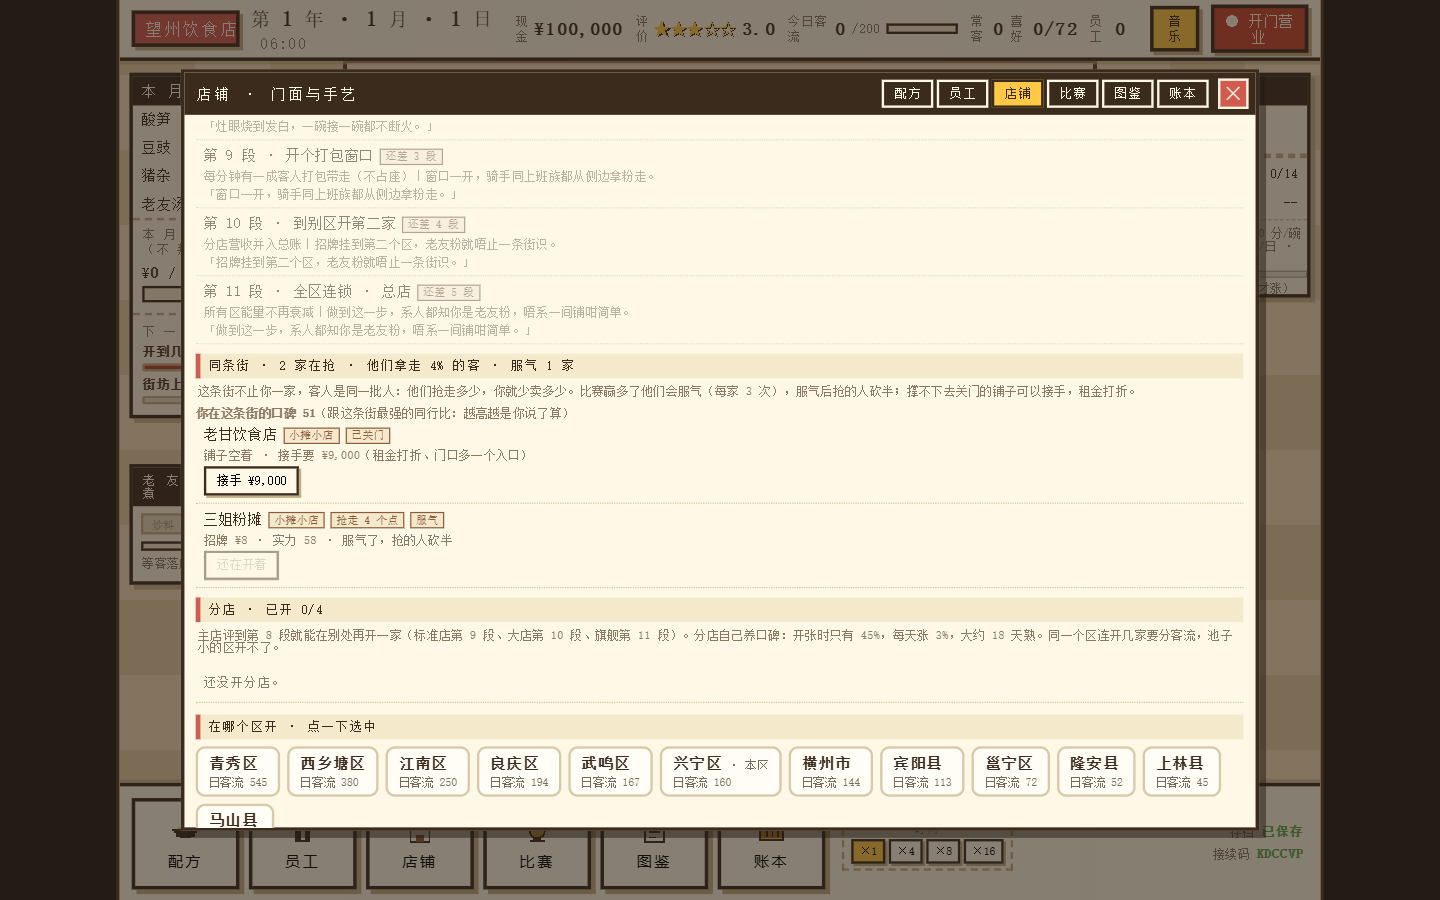 望州饮食店
第 1 年 · 1 月 · 1 日
06:00
现金 ¥100,000
评价 ★★★☆☆ 3.0
今日客流 0 /200
常客 0
喜好 0/72
员工 0
音乐
开门营业
店铺 · 门面与手艺
配方
员工
店铺
比赛
图鉴
账本
「灶眼烧到发白，一碗接一碗都不断火。」
第 9 段 · 开个打包窗口 还差 3 段
每分钟有一成客人打包带走（不占座）｜窗口一开，骑手同上班族都从侧边拿粉走。
「窗口一开，骑手同上班族都从侧边拿粉走。」
第 10 段 · 到别区开第二家 还差 4 段
分店营收并入总账｜招牌挂到第二个区，老友粉就唔止一条街识。
「招牌挂到第二个区，老友粉就唔止一条街识。」
第 11 段 · 全区连锁 · 总店 还差 5 段
所有区能量不再衰减｜做到这一步，系人都知你是老友粉，唔系一间铺咁简单。
「做到这一步，系人都知你是老友粉，唔系一间铺咁简单。」
同条街 · 2 家在抢 · 他们拿走 4% 的客 · 服气 1 家
这条街不止你一家，客人是同一批人：他们抢走多少，你就少卖多少。比赛赢多了他们会服气（每家 3 次），服气后抢的人砍半；撑不下去关门的铺子可以接手，租金打折。
你在这条街的口碑 51（跟这条街最强的同行比：越高越是你说了算）
老甘饮食店 小摊小店 已关门
铺子空着 · 接手要 ¥9,000（租金打折、门口多一个入口）
接手 ¥9,000
三姐粉摊 小摊小店 抢走 4 个点 服气
招牌 ¥8 · 实力 58 · 服气了，抢的人砍半
还在开着
分店 · 已开 0/4
主店评到第 8 段就能在别处再开一家（标准店第 9 段、大店第 10 段、旗舰第 11 段）。分店自己养口碑：开张时只有 45%，每天涨 3%，大约 18 天熟。同一个区连开几家要分客流，池子
小的区开不了。
还没开分店。
在哪个区开 · 点一下选中
青秀区
日客流 545
西乡塘区
日客流 380
江南区
日客流 250
良庆区
日客流 194
武鸣区
日客流 167
兴宁区 · 本区
日客流 160
横州市
日客流 144
宾阳县
日客流 113
邕宁区
日客流 72
隆安县
日客流 52
上林县
日客流 45
马山县
本 月
酸笋
豆豉
猪杂
老友汤
本 月
（不
¥0 /
下 一
开到几
街坊上
老 友
煮
炒料
等客落
0/14
--
分/碗
/日 ·
才张）
配方
员工
店铺
比赛
图鉴
账本
×1
×4
×8
×16
已保存
接续码 KDCCVP